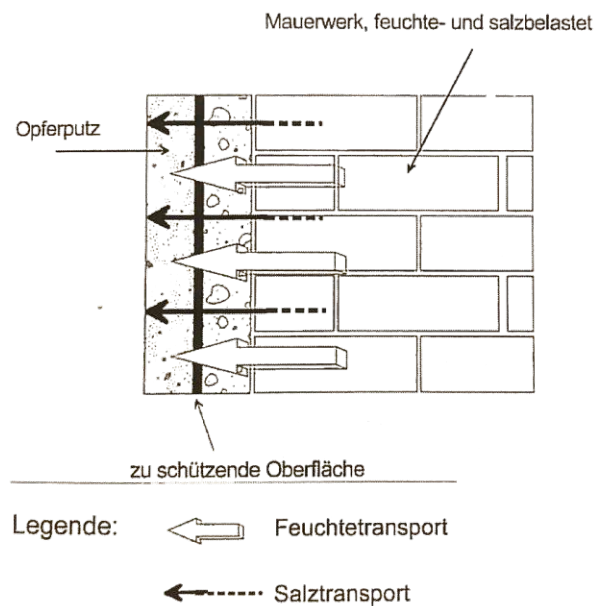 Mauerwerk, feuchte- und salzbelastet
Opferputz
zu schützende Oberfläche
Legende:
Feuchtetransport
Salztransport